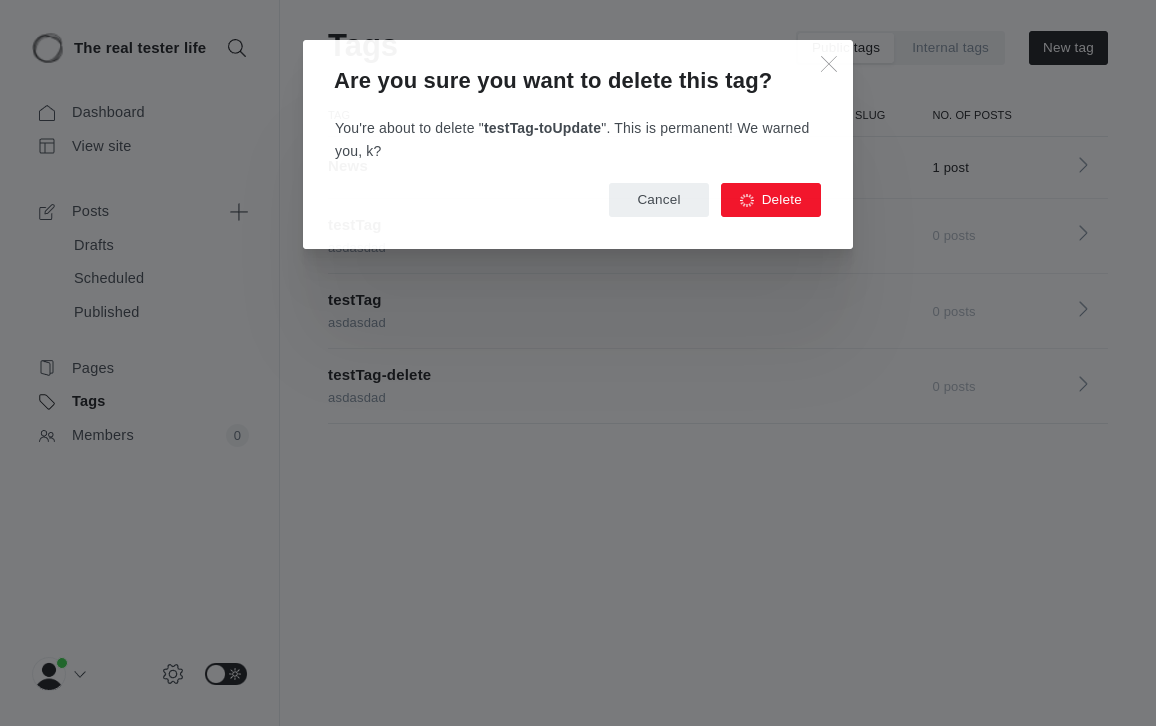 The real tester life
Dashboard
View site
Posts
Drafts
Scheduled
Published
Pages
Tags
Members
0
Tags
Public tags
Internal tags
New tag
Are you sure you want to delete this tag?
You're about to delete "testTag-toUpdate". This is permanent! We warned
you, k?
Cancel
Delete
TAG
SLUG
NO. OF POSTS
News
1 post
testTag
asdasdad
0 posts
testTag
asdasdad
0 posts
testTag-delete
asdasdad
0 posts